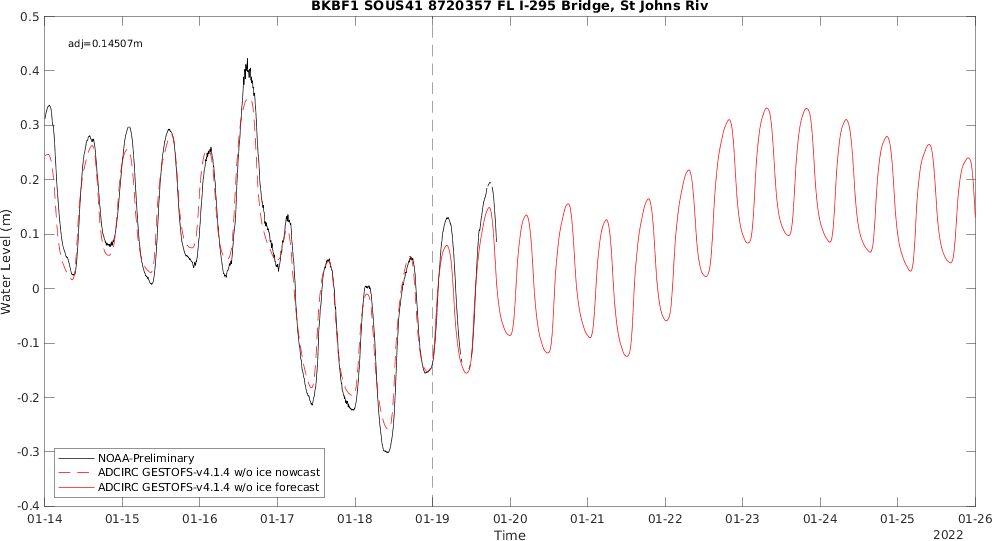 BKBF1 SOUS41 8720357 FL I-295 Bridge, St Johns Riv
adj=0.14507m
0.5
0.4
0.3
0.2
0.1
0
-0.1
-0.2
-0.3
-0.4
Water Level (m)
NOAA-Preliminary
ADCIRC GESTOFS-v4.1.4 w/o ice nowcast
ADCIRC GESTOFS-v4.1.4 w/o ice forecast
01-14 01-15 01-16 01-17 01-18 01-19 01-20 01-21 01-22 01-23 01-24 01-25 01-26
Time
2022